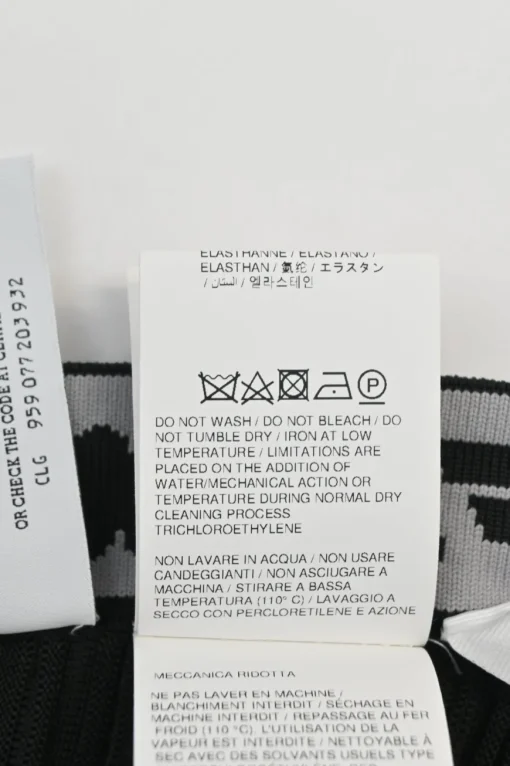 OR CHECK THE CODE AT
CLG 959 077 203 932
ELASTHANNE / ELASTANO /
ELASTHAN / 氨纶 / エラスタン
/ الستان / 엘라스테인
P
DO NOT WASH / DO NOT BLEACH / DO
NOT TUMBLE DRY / IRON AT LOW
TEMPERATURE / LIMITATIONS ARE
PLACED ON THE ADDITION OF
WATER/MECHANICAL ACTION OR
TEMPERATURE DURING NORMAL DRY
CLEANING PROCESS
TRICHLOROETHYLENE
NON LAVARE IN ACQUA / NON USARE
CANDEGGIANTI / NON ASCIUGARE A
MACCHINA / STIRARE A BASSA
TEMPERATURA (110° C) / LAVAGGIO A
SECCO CON PERCLORETILENE E AZIONE
MECCANICA RIDOTTA
NE PAS LAVER EN MACHINE /
BLANCHIMENT INTERDIT / SÉCHAGE EN
MACHINE INTERDIT / REPASSAGE AU FER
FROID (110 °C). L'UTILISATION DE LA
VAPEUR EST INTERDITE / NETTOYABLE À
SEC AVEC DES SOLVANTS USUELS TYPE